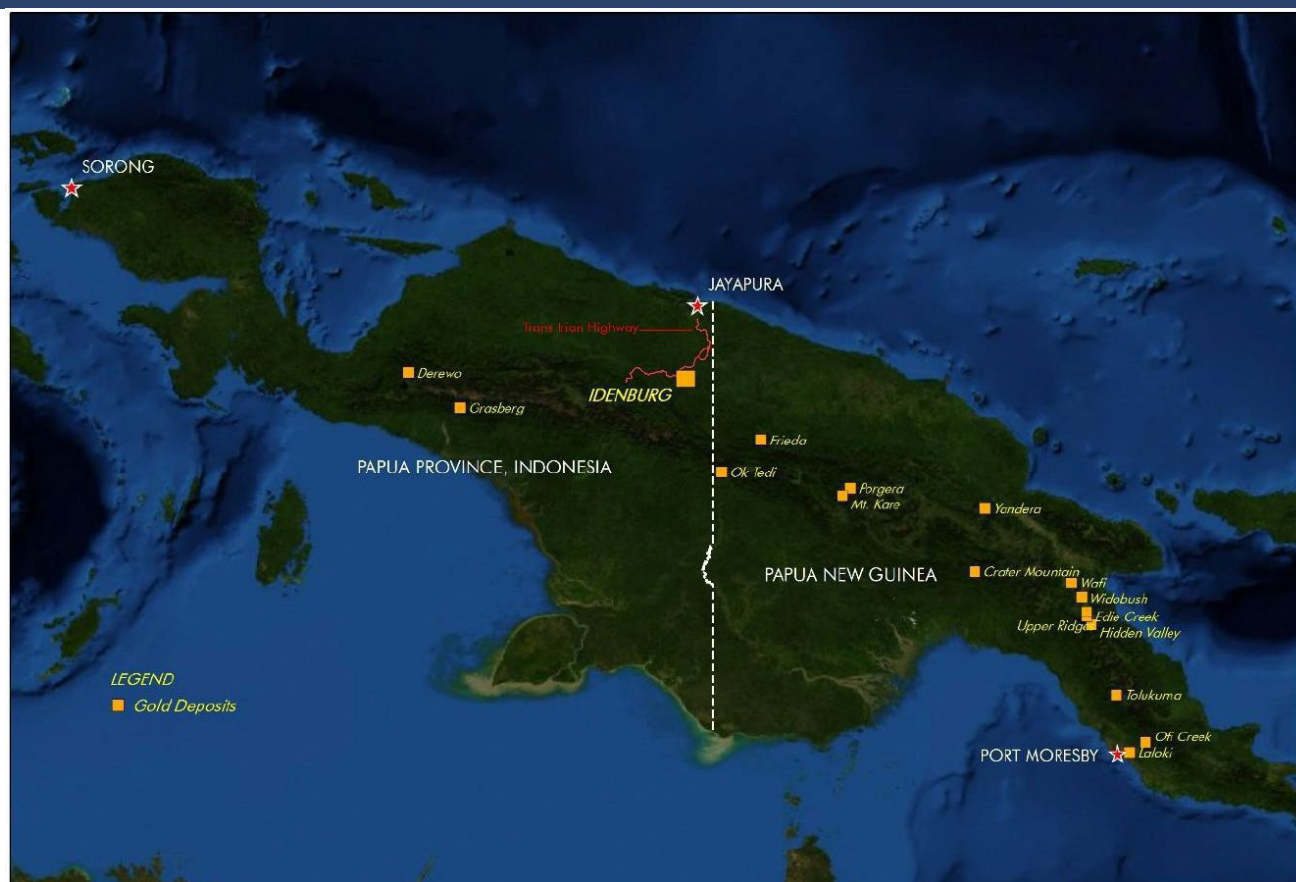 SORONG
JAYAPURA
Trans Irian Highway
Derewo
IDENBURG
Grasberg
Frieda
PAPUA PROVINCE, INDONESIA
Ok Tedi
Porgera
Mt. Kare
Yandera
Crater Mountain
PAPUA NEW GUINEA
Wafi
Widobush
Edie Creek
Upper Ridge
Hidden Valley
LEGEND
Gold Deposits
Tolukuma
Ofi Creek
PORT MORESBY
Laloki